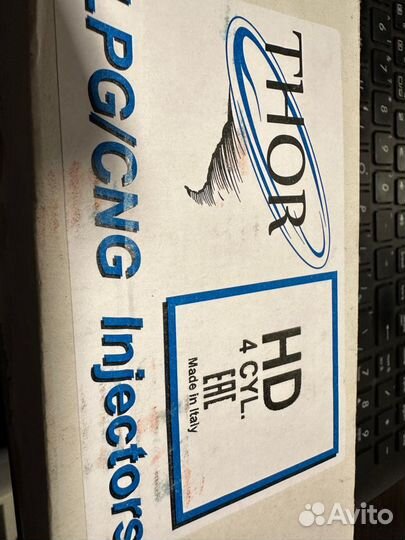 THOR
LPG/CNG Injectors
HD
4 CYL.
EAC
Made in Italy
Avito